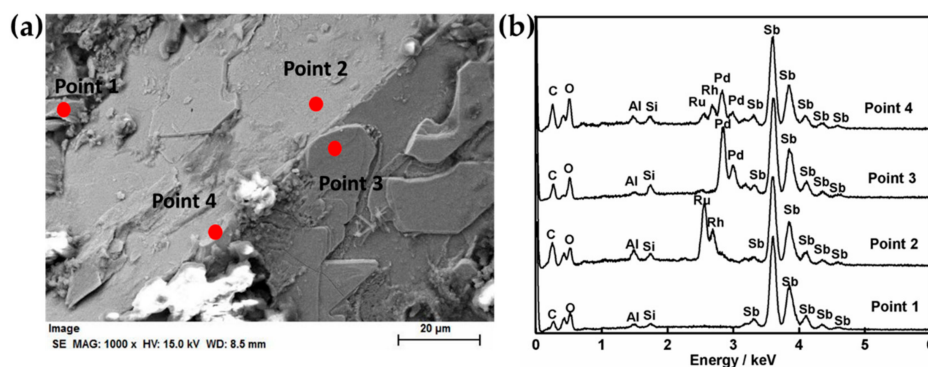 (a)
Point 1
Point 2
Point 3
Point 4
Image
SE MAG: 1000 x HV: 15.0 kV WD: 8.5 mm
20 µm
(b)
Sb
Pd
Rh
Ru
Pd
Sb
Sb
Sb
Sb
Sb
C
O
Al
Si
Point 4
Pd
Pd
Sb
Sb
Sb
Sb
Sb
C
O
Al
Si
Point 3
Ru
Rh
Sb
Sb
Sb
Sb
Sb
C
O
Al
Si
Point 2
C
O
Al
Si
Sb
Sb
Sb
Sb
Sb
Point 1
0 1 2 3 4 5 6
Energy / keV